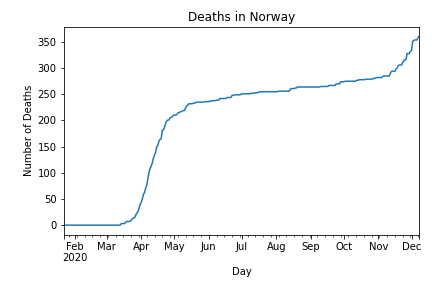 Deaths in Norway
Number of Deaths
350
300
250
200
150
100
50
0
Feb Mar Apr May Jun Jul Aug Sep Oct Nov Dec
2020
Day